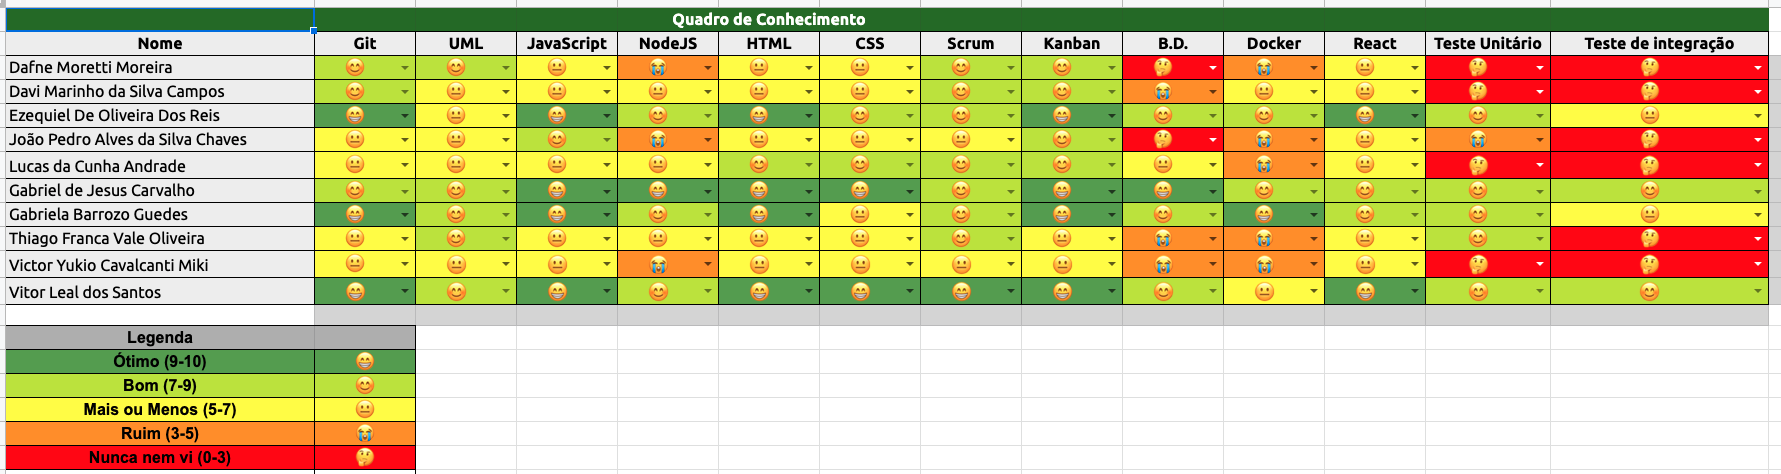 Quadro de Conhecimento
Nome Git UML JavaScript NodeJS HTML CSS Scrum Kanban B.D. Docker React Teste Unitário Teste de integração
Dafne Moretti Moreira 😊 😊 😐 😭 😐 😐 😊 😊 🤔 😭 😐 🤔 🤔
Davi Marinho da Silva Campos 😊 😐 😐 😐 😐 😐 😊 😊 😭 😐 😐 🤔 🤔
Ezequiel De Oliveira Dos Reis 😁 😐 😁 😊 😁 😊 😊 😁 😊 😊 😁 😊 😐
João Pedro Alves da Silva Chaves 😐 😐 😊 😭 😐 😐 😐 😊 🤔 😭 😐 😭 🤔
Lucas da Cunha Andrade 😐 😐 😐 😐 😊 😊 😊 😊 😐 😭 😐 🤔 🤔
Gabriel de Jesus Carvalho 😊 😊 😁 😁 😁 😁 😊 😁 😁 😊 😊 😊 😊
Gabriela Barrozo Guedes 😁 😊 😁 😊 😁 😐 😊 😁 😊 😁 😊 😊 😐
Thiago Franca Vale Oliveira 😐 😊 😐 😐 😐 😐 😊 😐 😭 😭 😐 😊 🤔
Victor Yukio Cavalcanti Miki 😐 😐 😐 😭 😐 😐 😐 😐 😭 😭 😐 🤔 🤔
Vitor Leal dos Santos 😁 😊 😁 😊 😁 😁 😁 😁 😊 😐 😁 😊 😊
Legenda
Ótimo (9-10) 😁
Bom (7-9) 😊
Mais ou Menos (5-7) 😐
Ruim (3-5) 😭
Nunca nem vi (0-3) 🤔